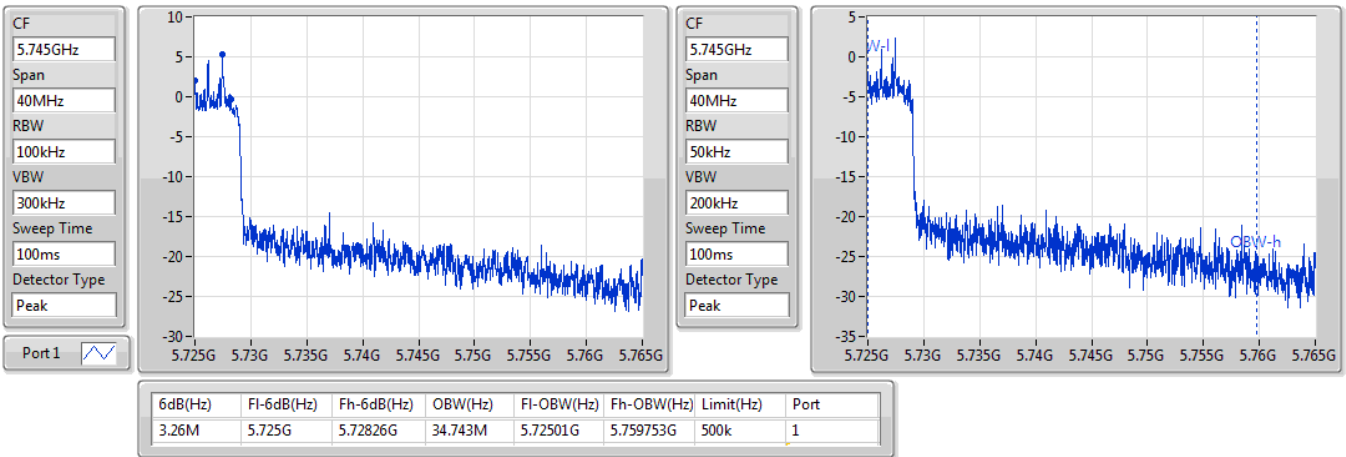 CF
5.745GHz
Span
40MHz
RBW
100kHz
VBW
300kHz
Sweep Time
100ms
Detector Type
Peak
Port 1
10
5
0
-5
-10
-15
-20
-25
-30
5.725G 5.73G 5.735G 5.74G 5.745G 5.75G 5.755G 5.76G 5.765G
CF
5.745GHz
Span
40MHz
RBW
50kHz
VBW
200kHz
Sweep Time
100ms
Detector Type
Peak
5
0
-5
-10
-15
-20
-25
-30
-35
W-l
OBW-h
5.725G 5.73G 5.735G 5.74G 5.745G 5.75G 5.755G 5.76G 5.765G
6dB(Hz) Fl-6dB(Hz) Fh-6dB(Hz) OBW(Hz) Fl-OBW(Hz) Fh-OBW(Hz) Limit(Hz) Port
3.26M 5.725G 5.72826G 34.743M 5.72501G 5.759753G 500k 1